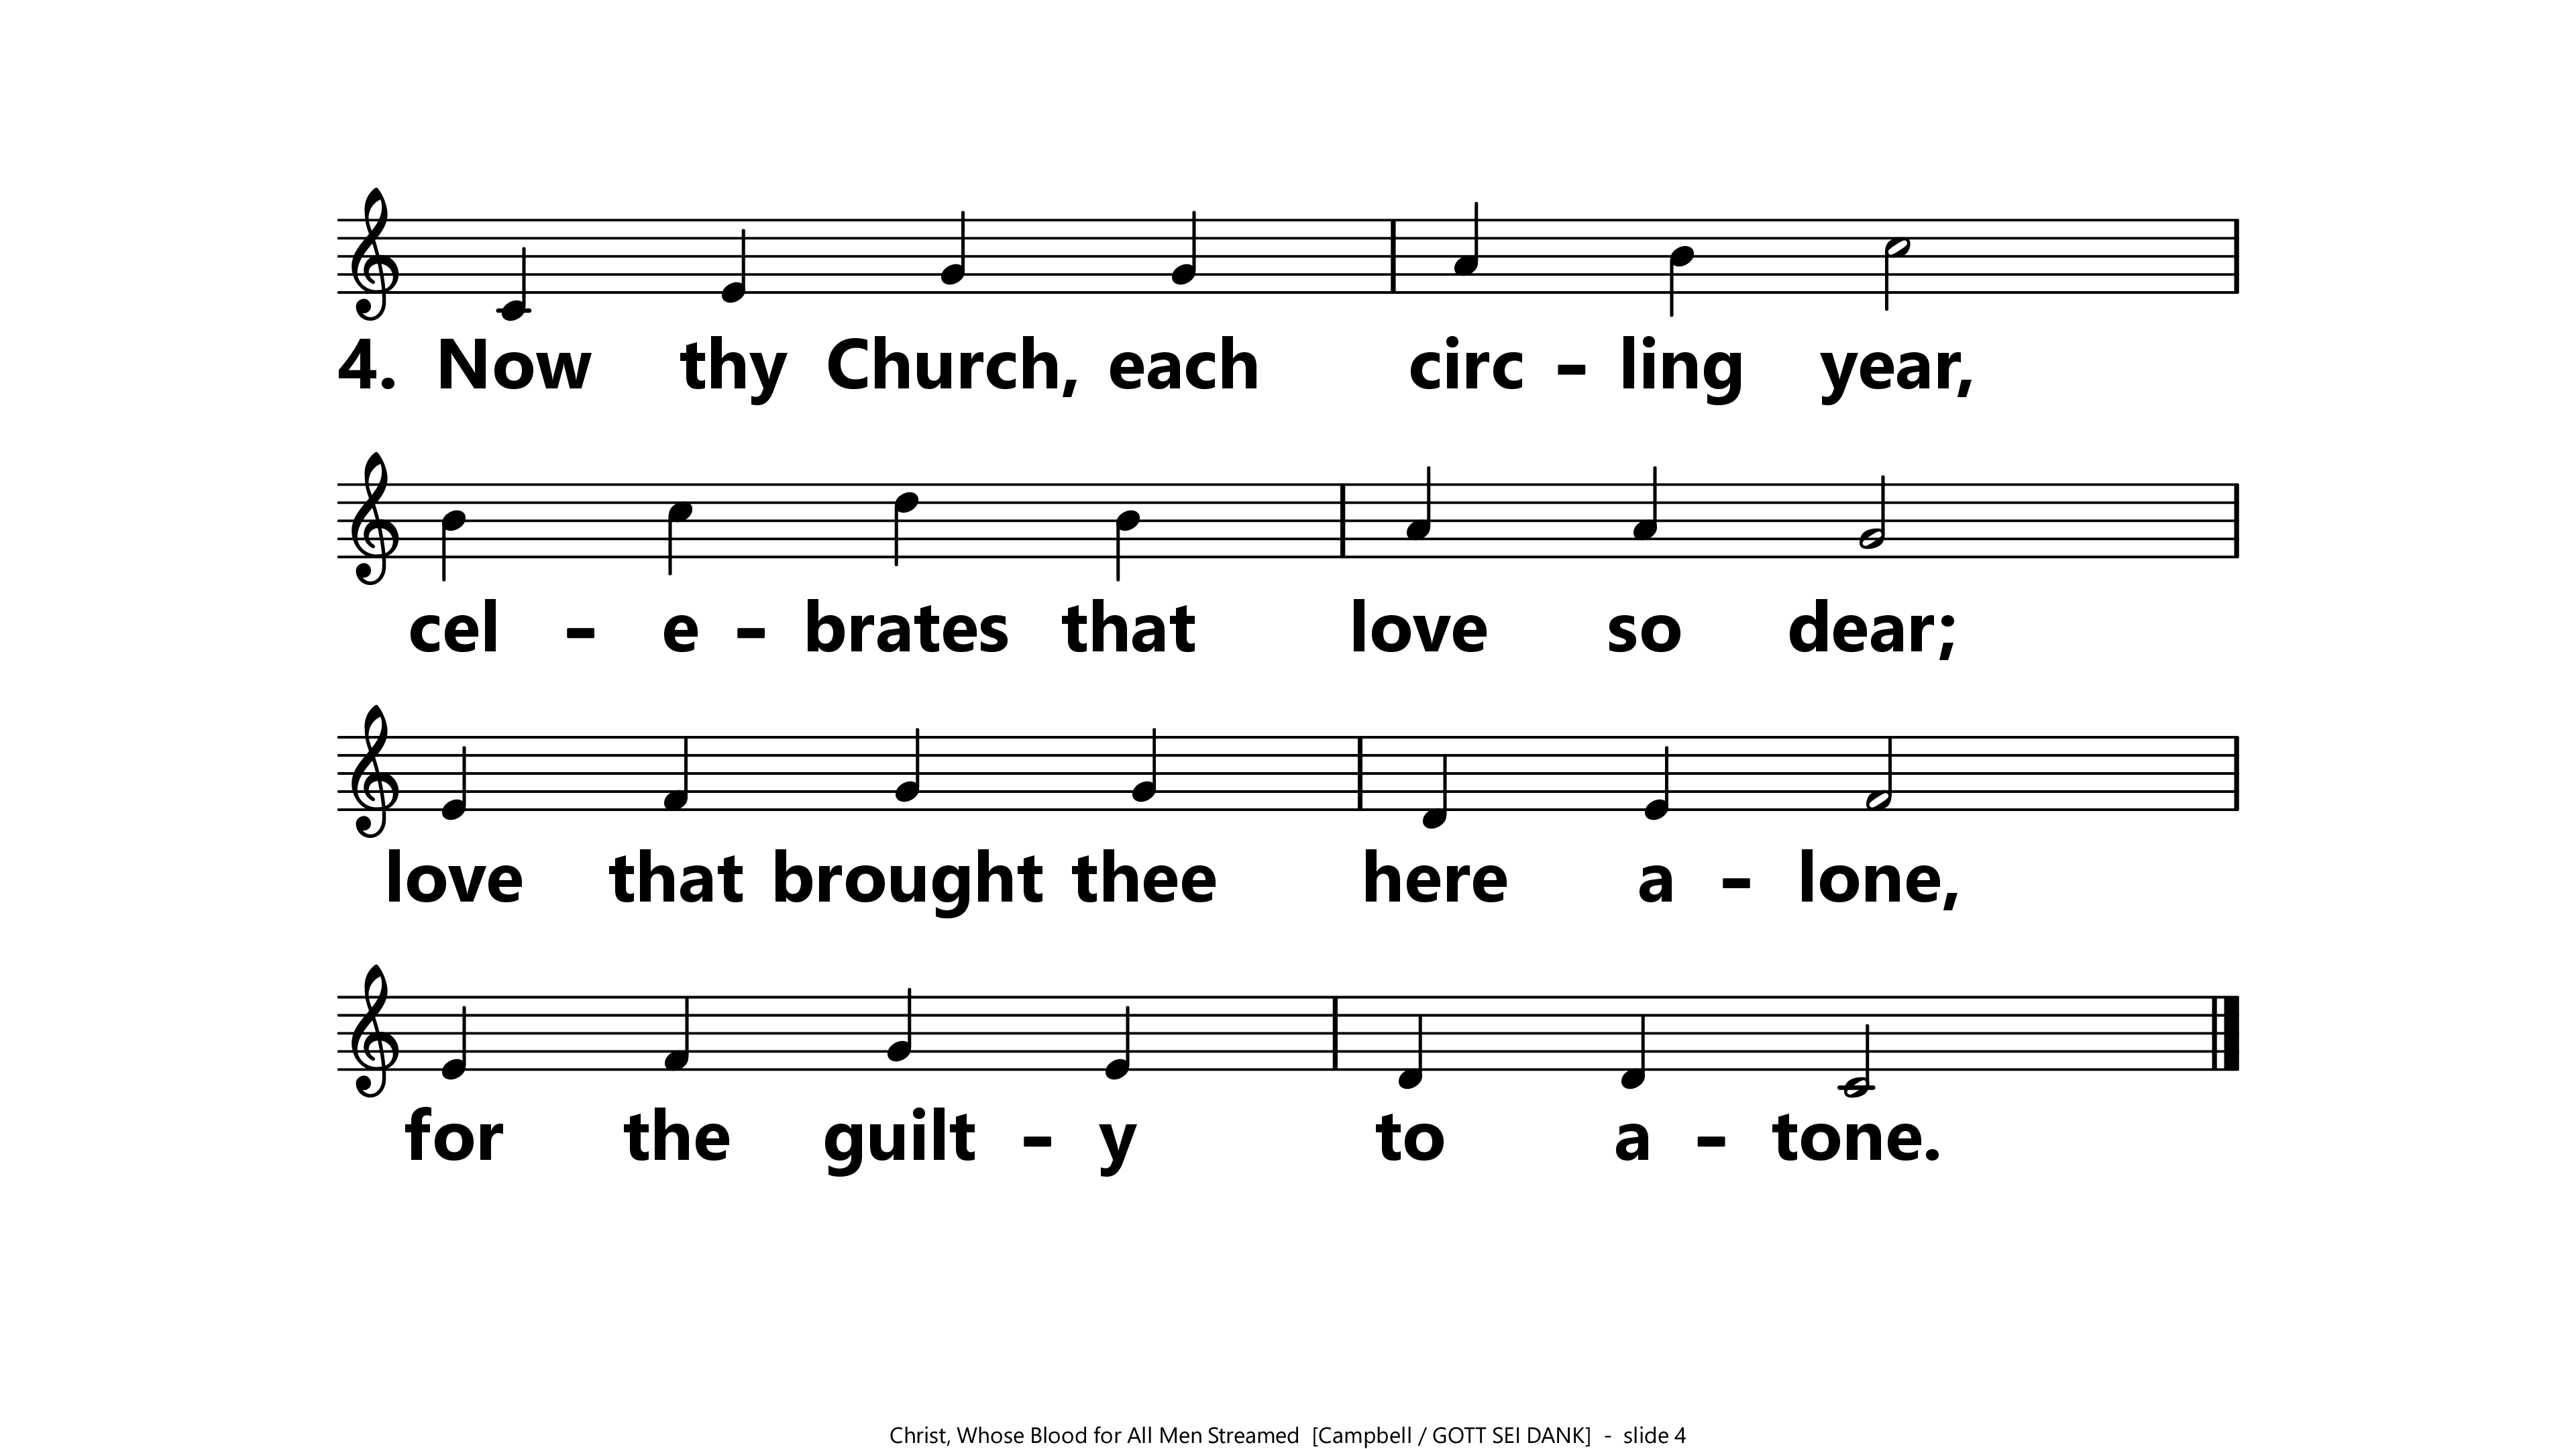 4. Now thy Church, each circ - ling year,
cel - e - brates that love so dear;
love that brought thee here a - lone,
for the guilt - y to a - tone.
Christ, Whose Blood for All Men Streamed [Campbell / GOTT SEI DANK] - slide 4